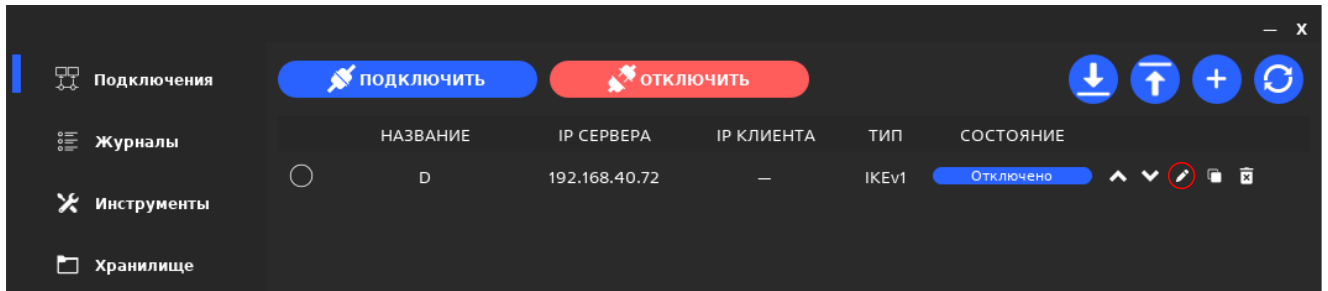 — X
Подключения
ПОДКЛЮЧИТЬ ОТКЛЮЧИТЬ
НАЗВАНИЕ IP СЕРВЕРА IP КЛИЕНТА ТИП СОСТОЯНИЕ
Журналы
D 192.168.40.72 — IKEv1 Отключено
Инструменты
Хранилище